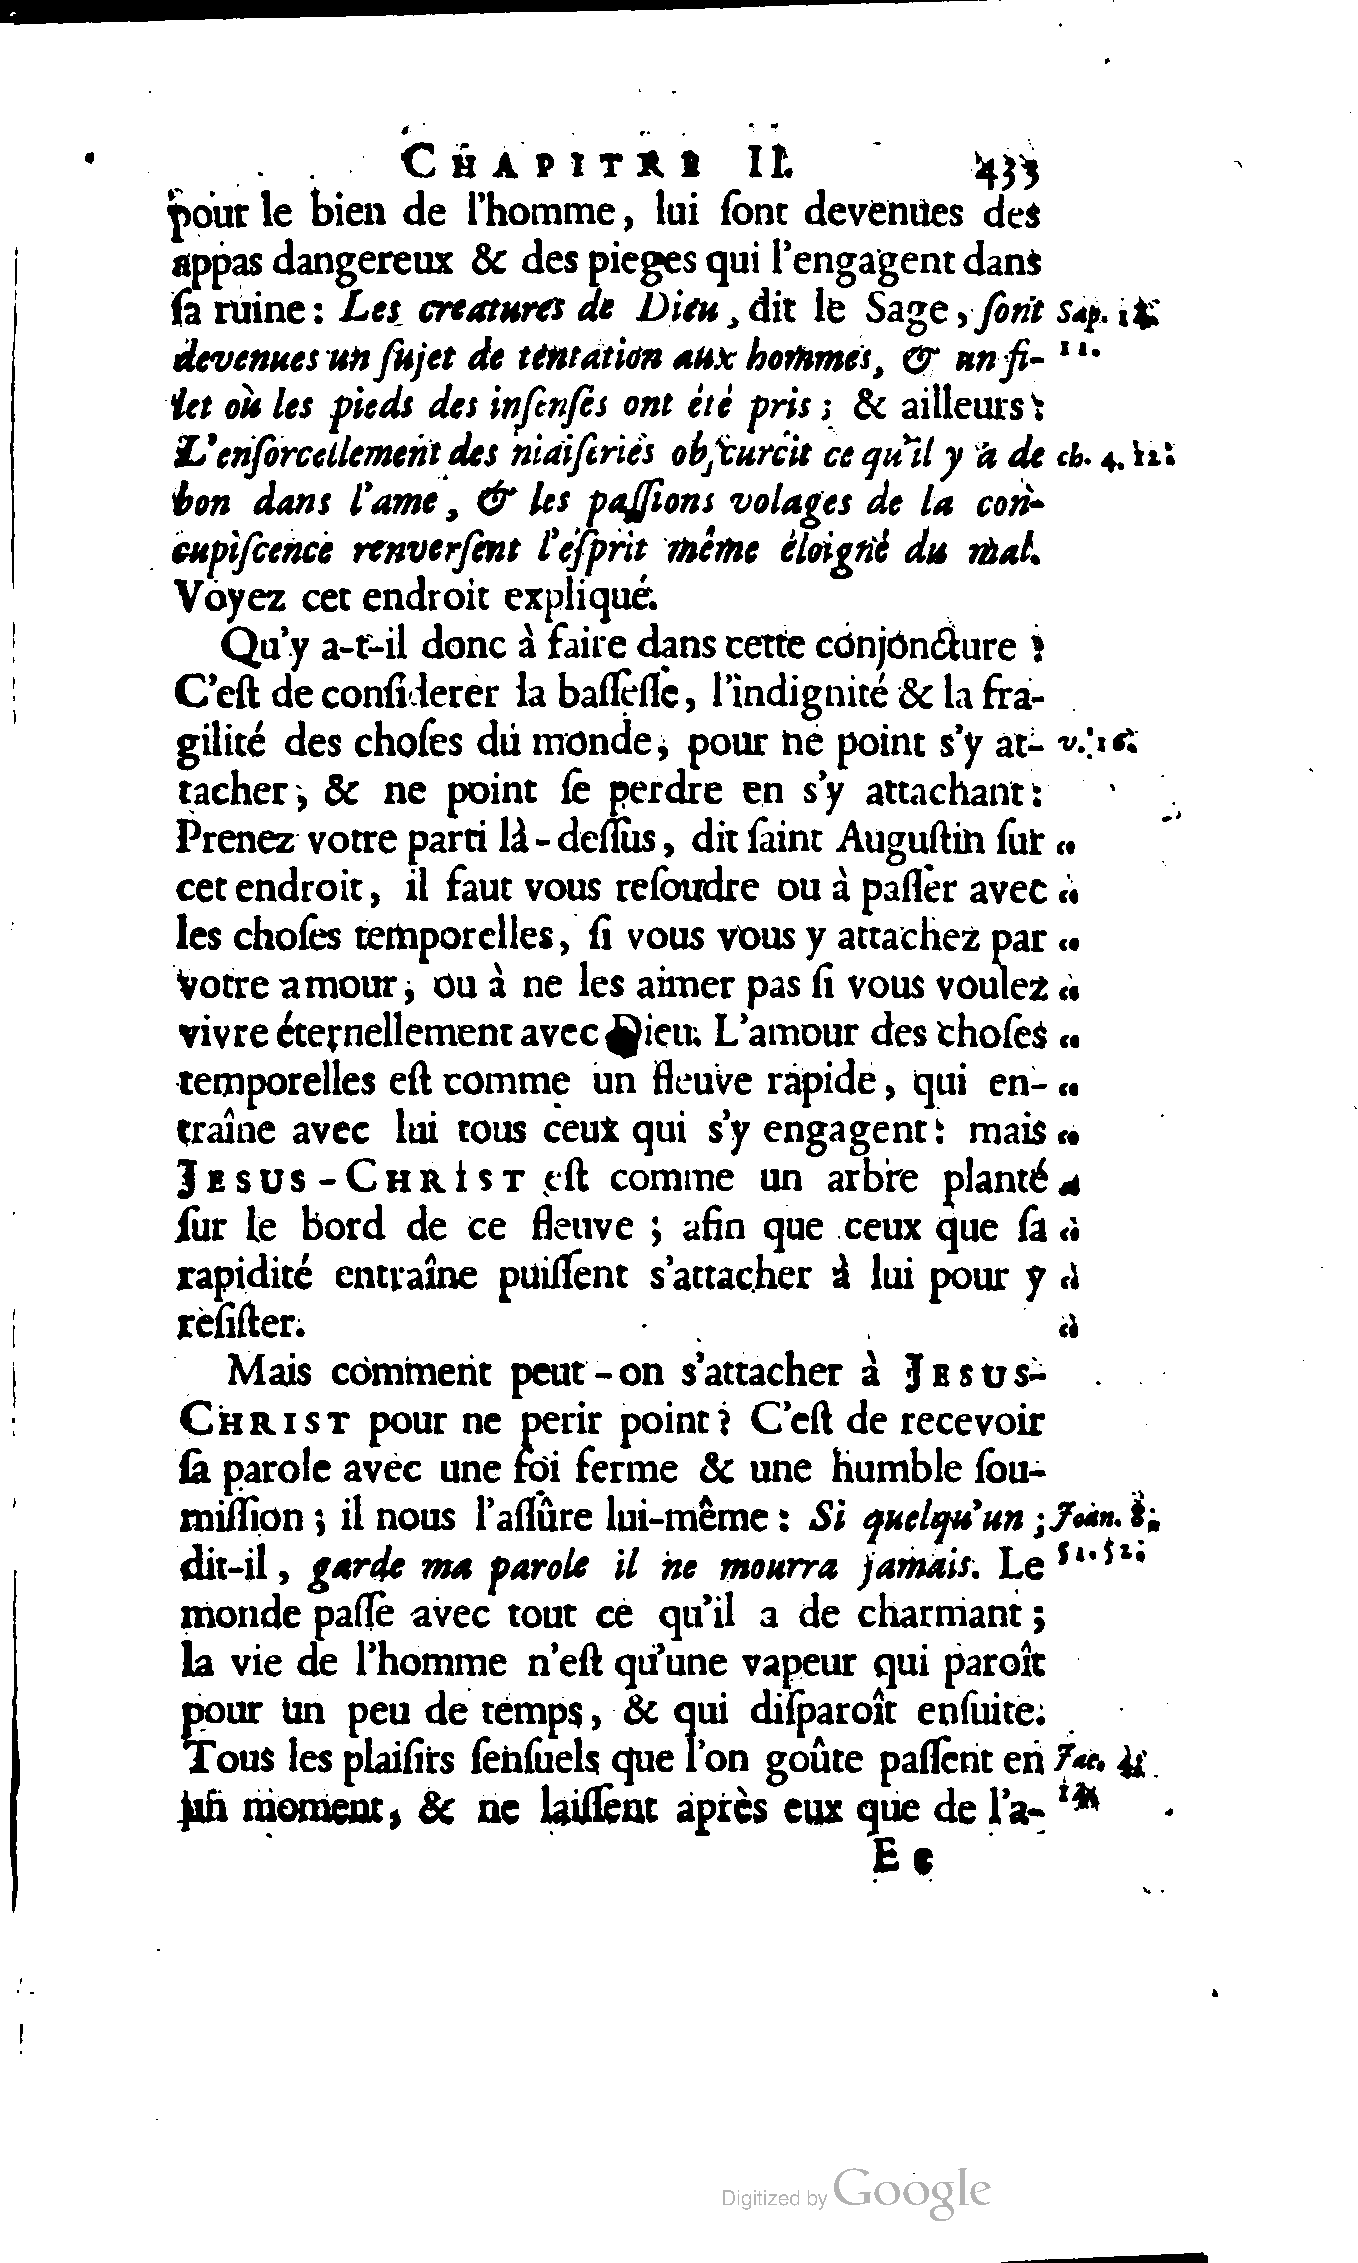 CHAPITRE II. 433
pour le bien de l'homme, lui ſont devenües des
appas dangereux & des pieges qui l'engagent dans
ſa ruine : Les creatures de Dieu, dit le Sage, ſont Sap.
devenues un ſujet de tentation aux hommes, & un fi- 11.
let où les pieds des inſenſés ont été pris ; & ailleurs :
L'enſorcellement des niaiſeries obſcurcit ce qu'il y a de ch. 4. 12.
bon dans l'ame, & les paſſions volages de la con-
cupiſcence renverſent l'eſprit même éloigné du mal.
Voyez cet endroit expliqué.
Qu'y a-t-il donc à faire dans cette conjoncture ?
C'eſt de conſiderer la baſſeſſe, l'indignité & la fra-
gilité des choſes du monde, pour ne point s'y at- v. 16.
tacher, & ne point ſe perdre en s'y attachant :
Prenez votre parti là-deſſus, dit ſaint Auguſtin ſur “
cet endroit, il faut vous reſoudre ou à paſſer avec “
les choſes temporelles, ſi vous vous y attachez par “
votre amour, ou à ne les aimer pas ſi vous voulez “
vivre éternellement avec Dieu. L'amour des choſes “
temporelles eſt comme un fleuve rapide, qui en- “
traîne avec lui tous ceux qui s'y engagent : mais “
JESUS-CHRIST eſt comme un arbre planté “
ſur le bord de ce fleuve ; afin que ceux que ſa “
rapidité entraîne puiſſent s'attacher à lui pour y “
reſiſter. “
Mais comment peut-on s'attacher à JESUS-
CHRIST pour ne perir point ? C'eſt de recevoir
ſa parole avec une foi ferme & une humble ſou-
miſſion ; il nous l'aſſûre lui-même : Si quelqu'un, Joan. 8.
dit-il, garde ma parole il ne mourra jamais. Le 51. 52.
monde paſſe avec tout ce qu'il a de charmant ;
la vie de l'homme n'eſt qu'une vapeur qui paroît
pour un peu de temps, & qui diſparoît enſuite.
Tous les plaiſirs ſenſuels que l'on goûte paſſent en Jac. 4.
un moment, & ne laiſſent après eux que de l'a-
E e
Digitized by Google